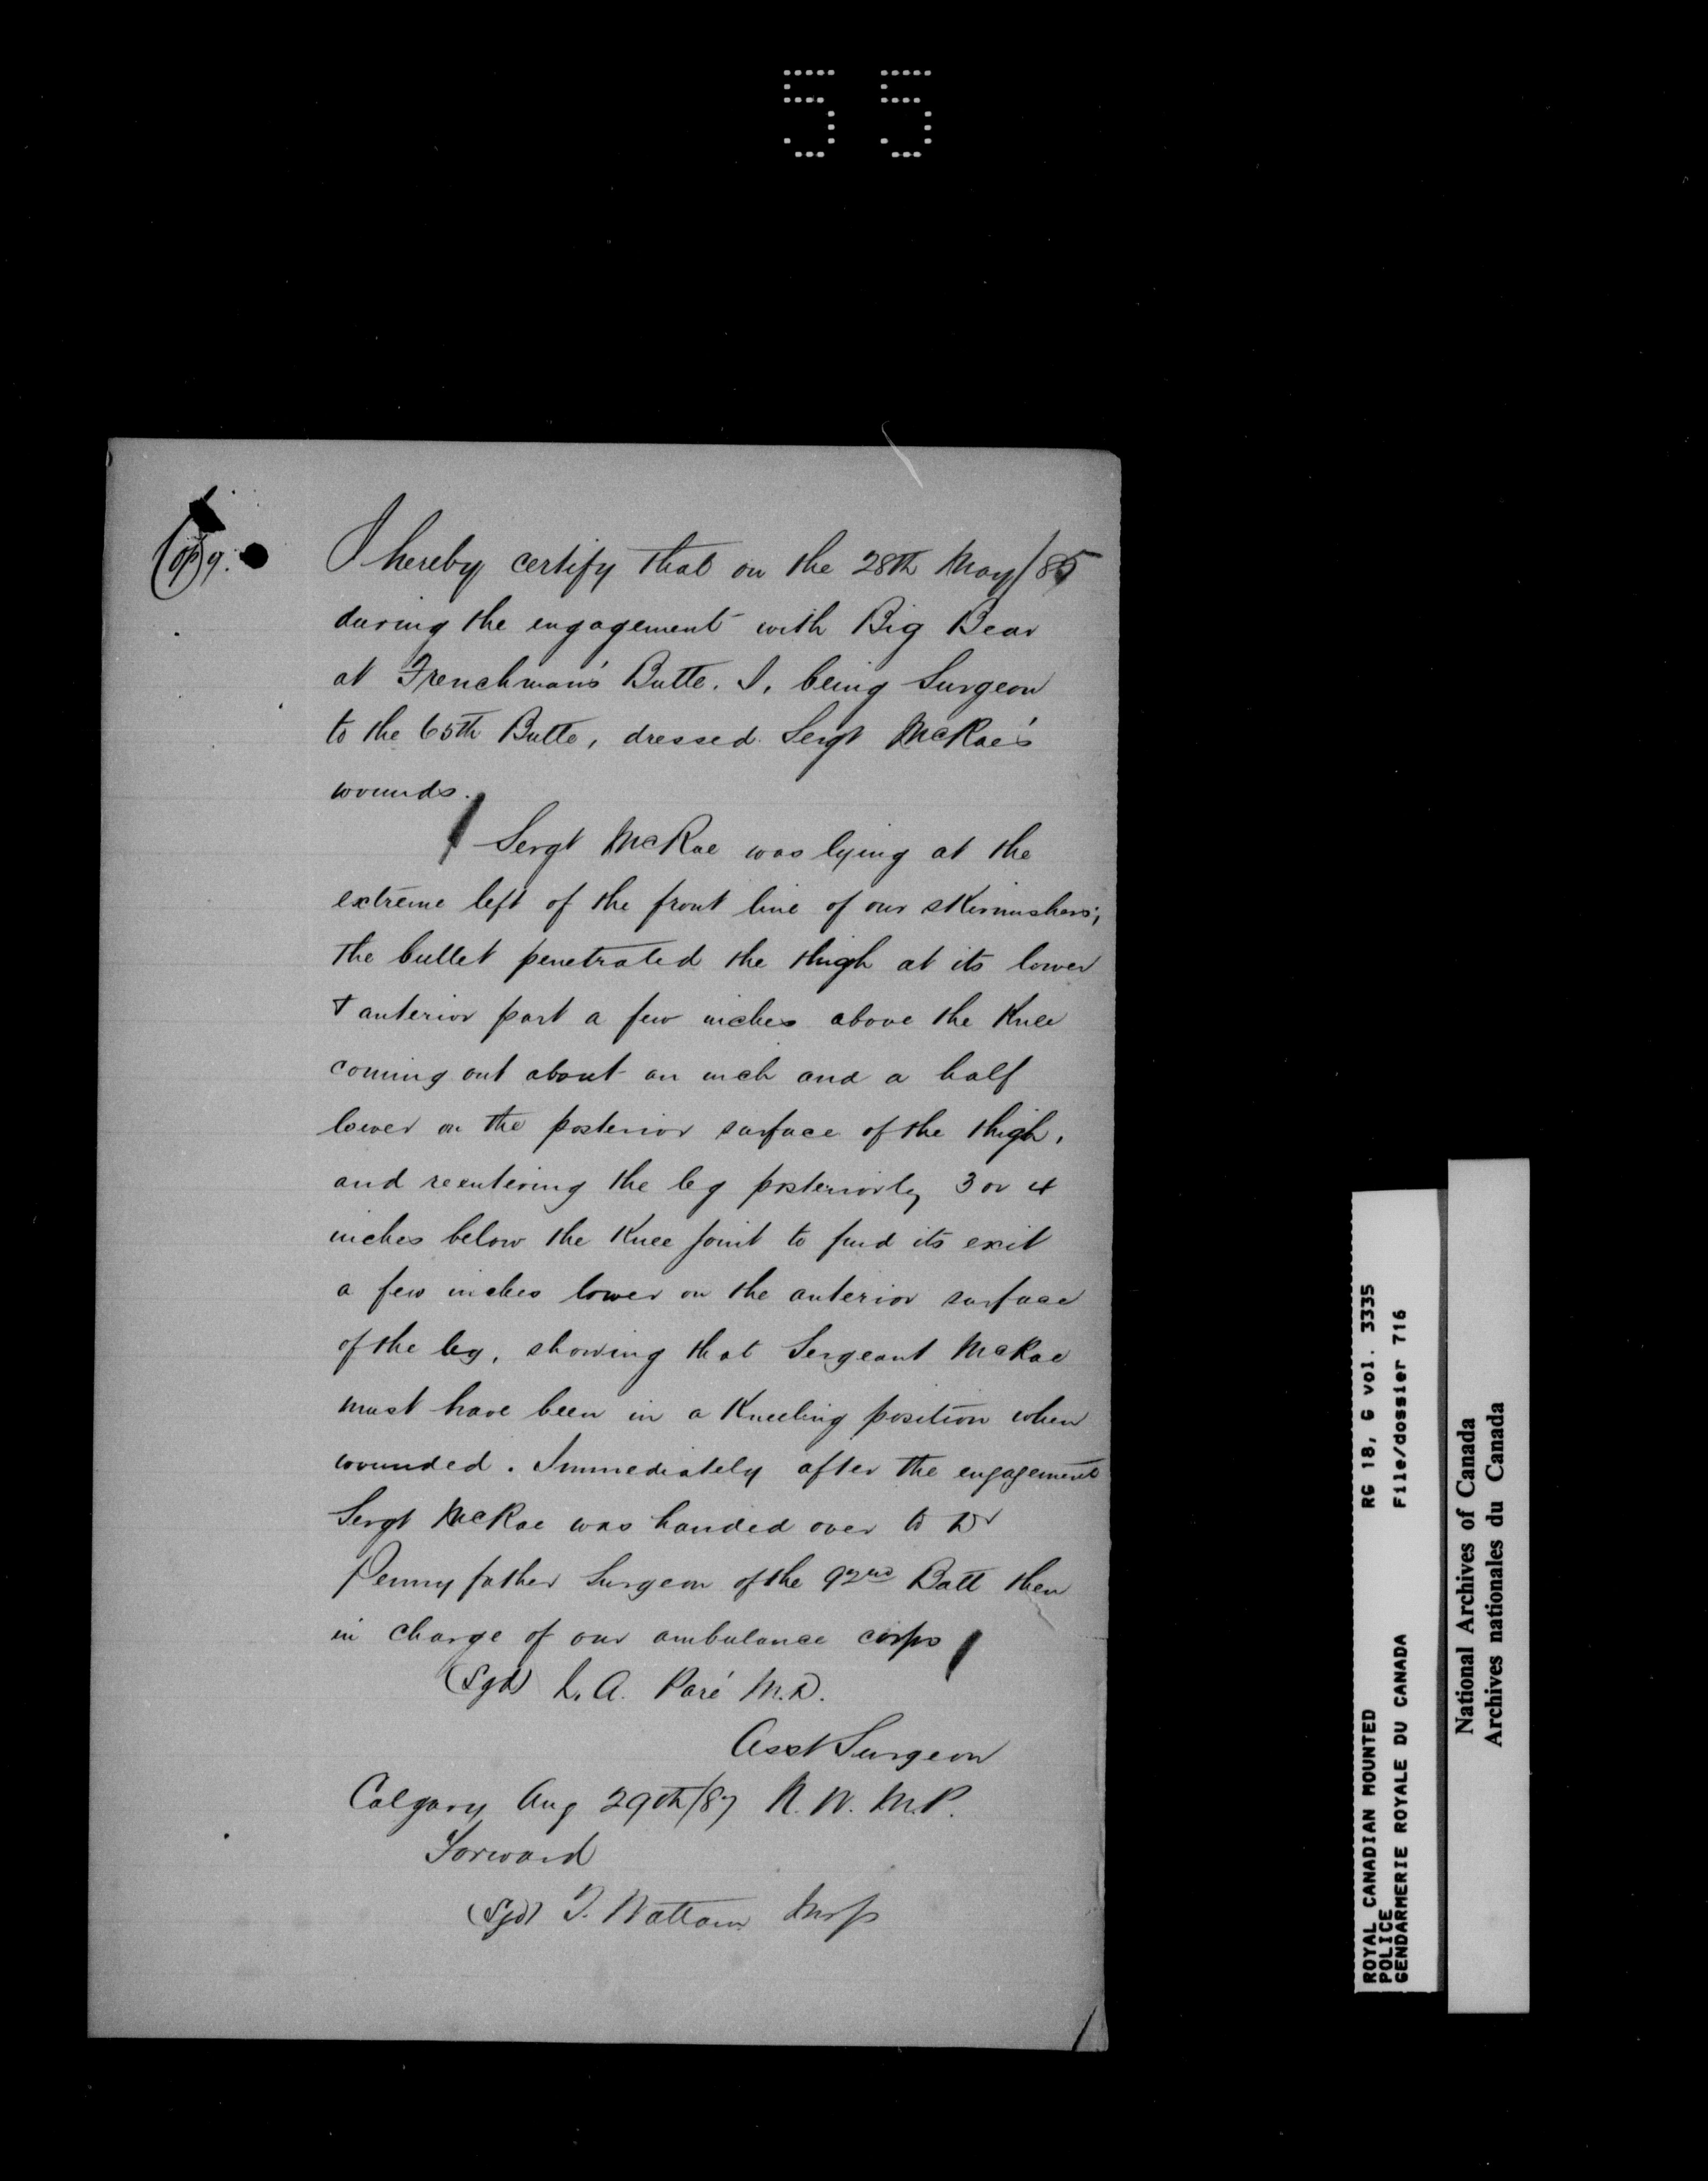 55
Copy.
I hereby certify that on the 28th May/85
during the engagement with Big Bear
at Frenchman's Butte. I, being Surgeon
to the 65th Butte, dressed Sergt McRae's
wounds.
Sergt McRae was lying at the
extreme left of the front line of our skirmishers;
the bullet penetrated the thigh at its lower
& anterior part a few inches above the Knee
coming out about an inch and a half
lower on the posterior surface of the thigh,
and reentering the leg posteriorly 3 or 4
inches below the Knee joint to find its exit
a few inches lower on the anterior surface
of the leg, showing that Sergeant McRae
must have been in a Kneeling position when
wounded. Immediately after the engagement
Sergt McRae was handed over to Dr
Pennyfather Surgeon of the 92nd Batt then
in charge of our ambulance corps
(Sgd) L. A. Paré M.D.
Asst Surgeon
Calgary Aug 29th/87 N. W. M. P.
Forward
(Sgd) T. Wattam
ROYAL CANADIAN MOUNTED POLICE
GENDARMERIE ROYALE DU CANADA
RG 18, G vol. 3335
File/dossier 716
National Archives of Canada
Archives nationales du Canada